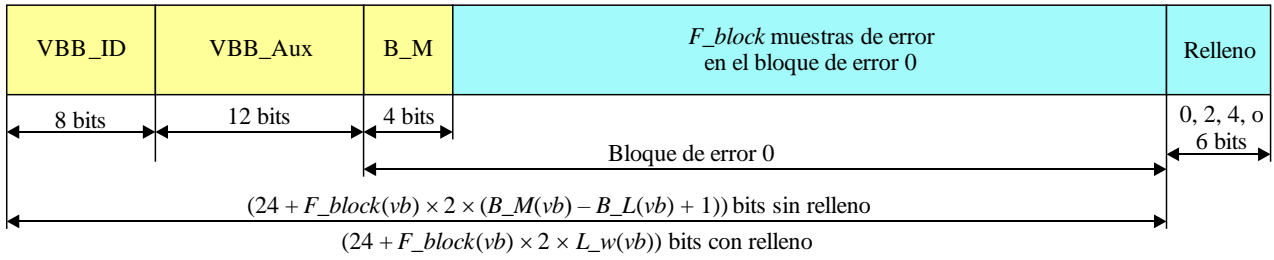 VBB_ID
VBB_Aux
B_M
F_block muestras de error
en el bloque de error 0
Relleno
8 bits
12 bits
4 bits
0, 2, 4, o
6 bits
Bloque de error 0
(24 + F_block(vb) × 2 × (B_M(vb) – B_L(vb) + 1)) bits sin relleno
(24 + F_block(vb) × 2 × L_w(vb)) bits con relleno